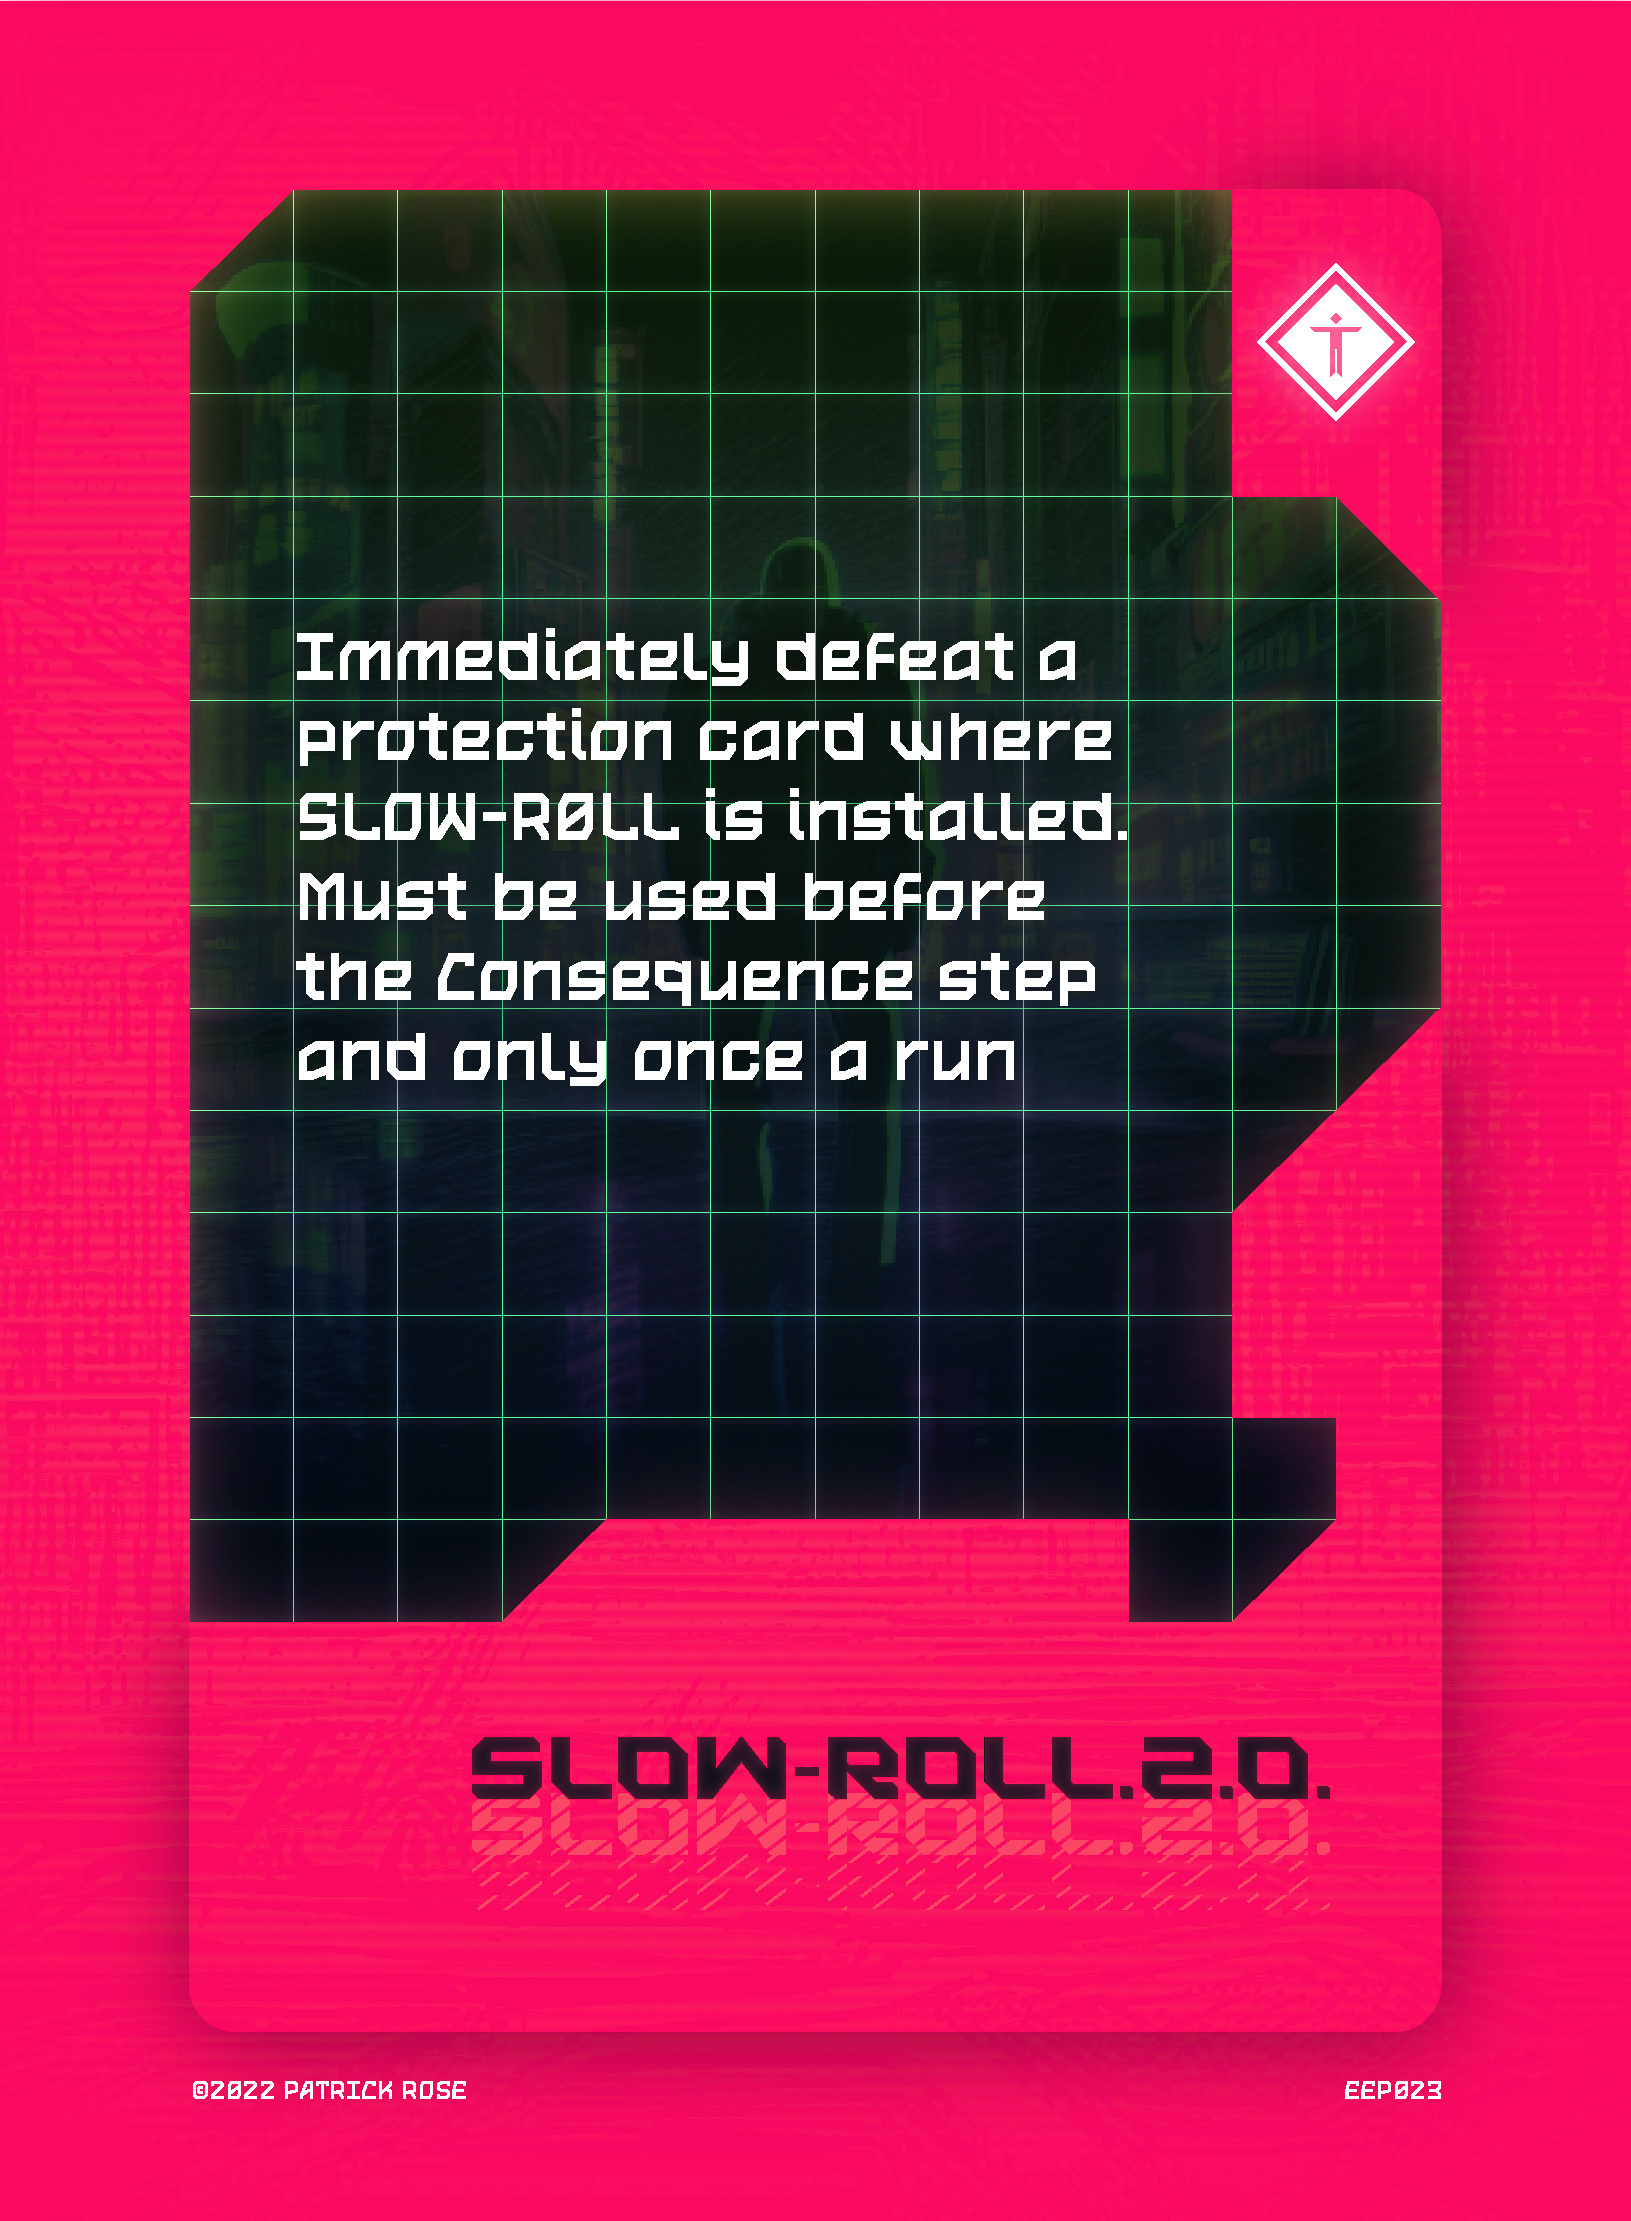 Immediately defeat a
protection card where
SLOW-RØLL is installed.
Must be used before
the Consequence step
and only once a run
SLOW-ROLL.2.0.
SLOW-ROLL.2.0.
©2022 PATRICK ROSE
EEP023